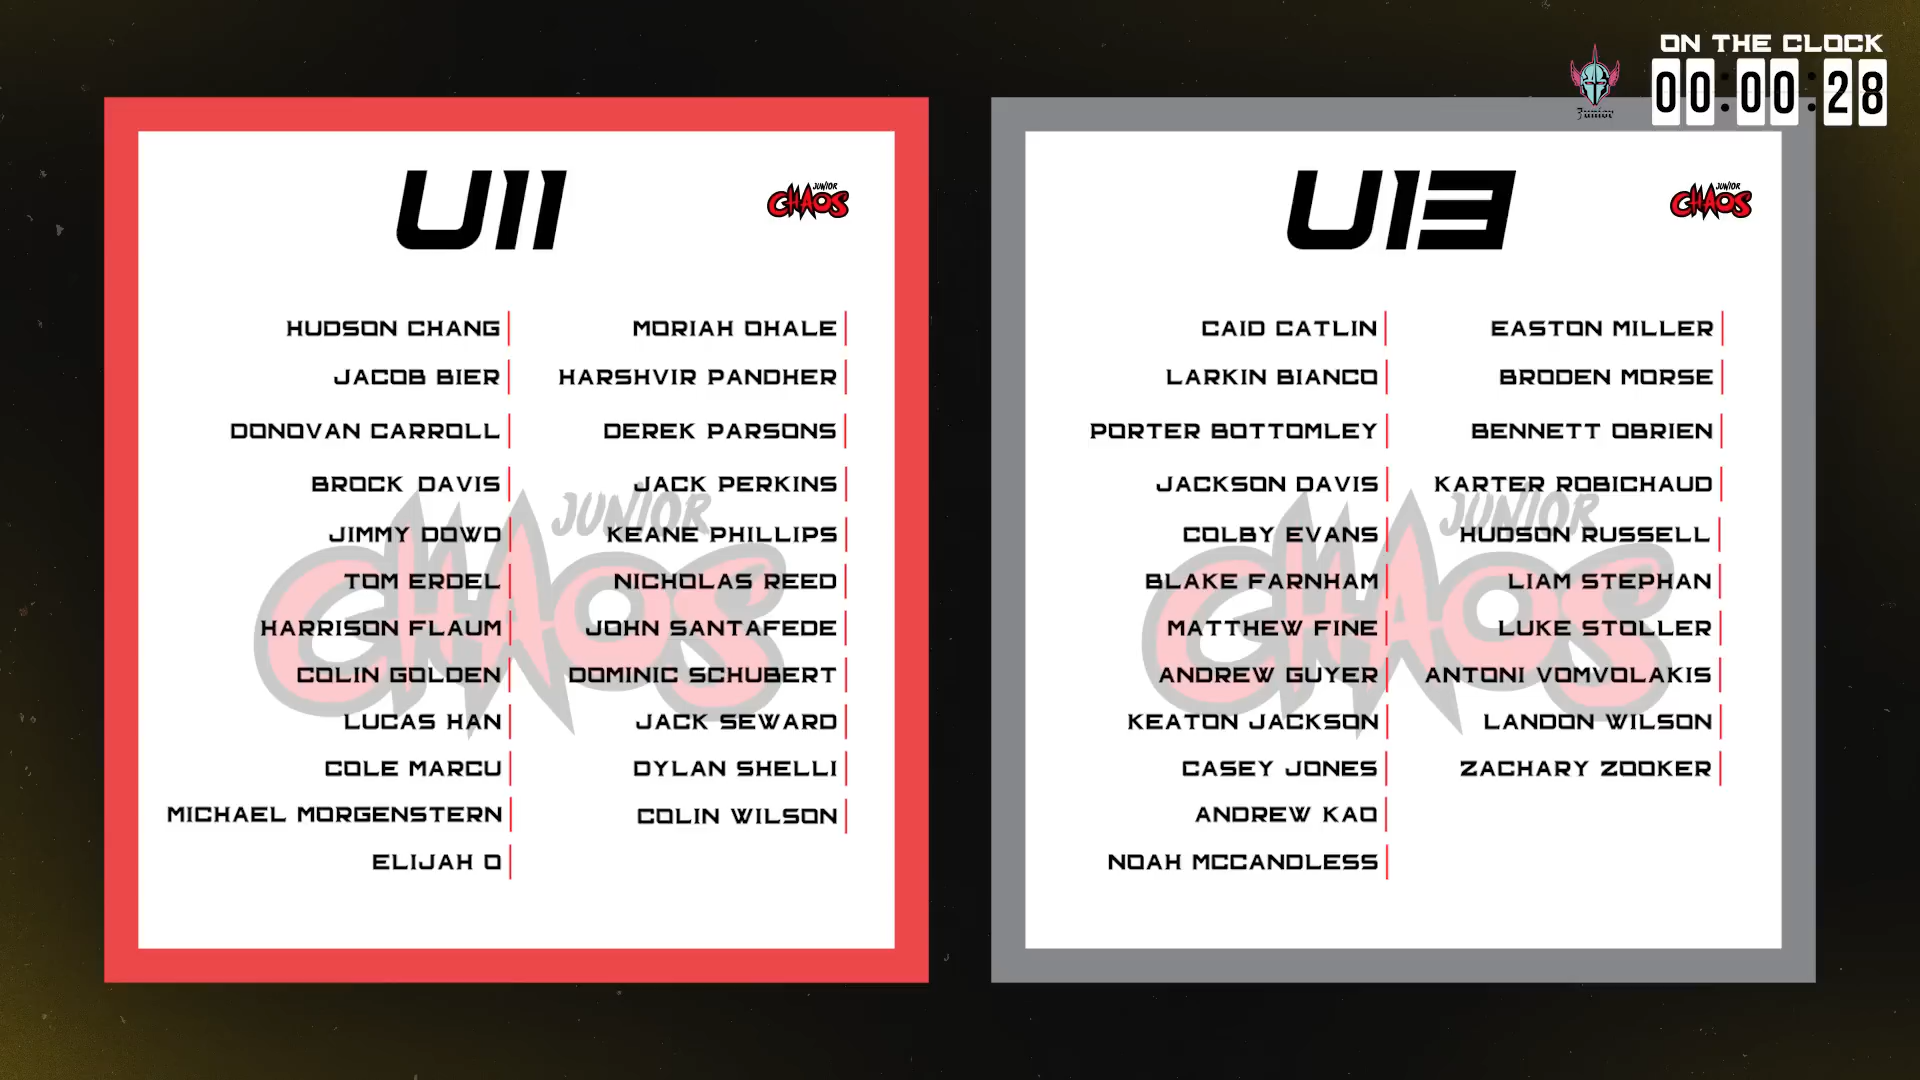 ON THE CLOCK
00:00:28
Junior
U11
JUNIOR
CHAOS
HUDSON CHANG
JACOB BIER
DONOVAN CARROLL
BROCK DAVIS
JIMMY DOWD
TOM ERDEL
HARRISON FLAUM
COLIN GOLDEN
LUCAS HAN
COLE MARCU
MICHAEL MORGENSTERN
ELIJAH O
MORIAH OHALE
HARSHVIR PANDHER
DEREK PARSONS
JACK PERKINS
KEANE PHILLIPS
NICHOLAS REED
JOHN SANTAFEDE
DOMINIC SCHUBERT
JACK SEWARD
DYLAN SHELLI
COLIN WILSON
JUNIOR
CHAOS
U13
JUNIOR
CHAOS
CAID CATLIN
LARKIN BIANCO
PORTER BOTTOMLEY
JACKSON DAVIS
COLBY EVANS
BLAKE FARNHAM
MATTHEW FINE
ANDREW GUYER
KEATON JACKSON
CASEY JONES
ANDREW KAO
NOAH MCCANDLESS
EASTON MILLER
BRODEN MORSE
BENNETT OBRIEN
KARTER ROBICHAUD
HUDSON RUSSELL
LIAM STEPHAN
LUKE STOLLER
ANTONI VOMVOLAKIS
LANDON WILSON
ZACHARY ZOOKER
JUNIOR
CHAOS